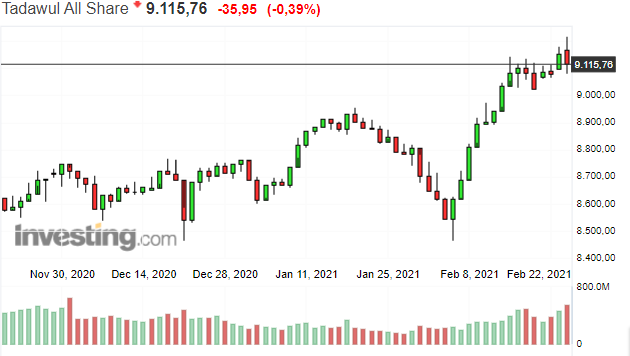 Tadawul All Share 9.115,76 -35,95 (-0,39%)
9.115,76
9.000,00
8.900,00
8.800,00
8.700,00
8.600,00
8.500,00
8.400,00
investing.com
Nov 30, 2020 Dec 14, 2020 Dec 28, 2020 Jan 11, 2021 Jan 25, 2021 Feb 8, 2021 Feb 22, 2021
800.0M
0